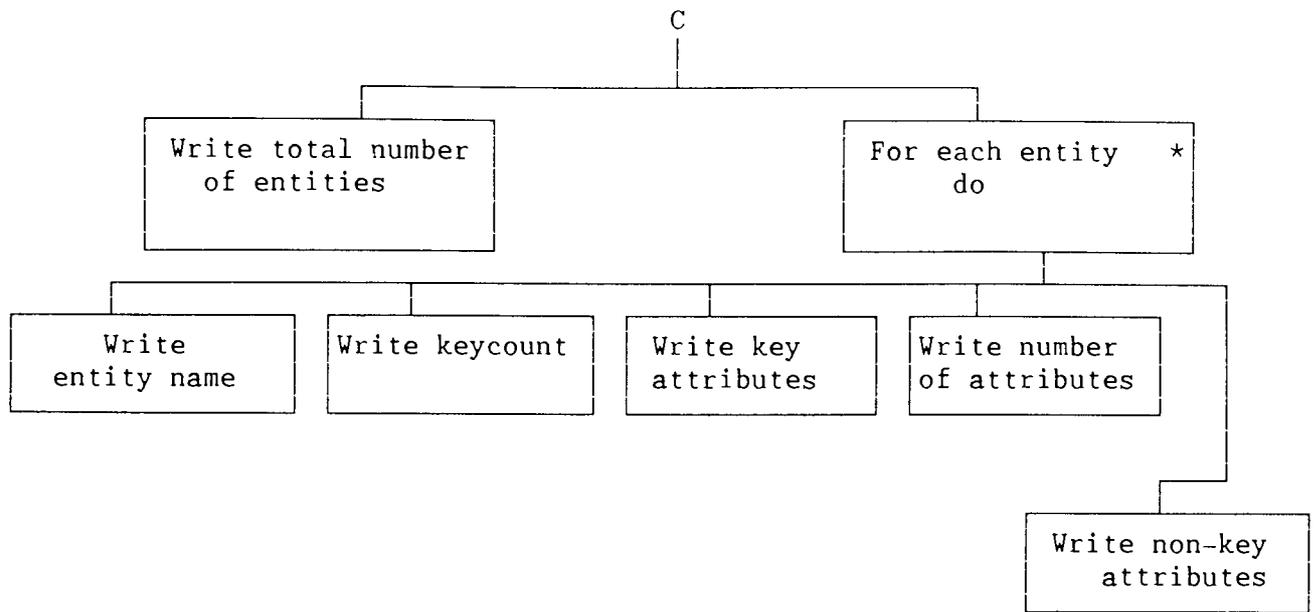 C
Write total number
of entities
For each entity *
do
Write
entity name
Write keycount
Write key
attributes
Write number
of attributes
Write non-key
attributes